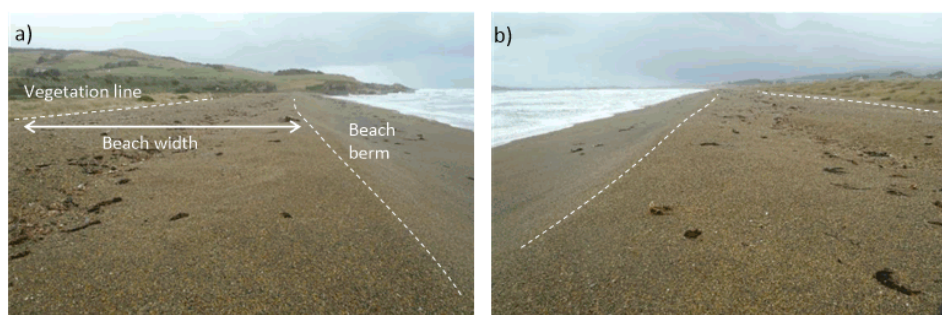 a)
Vegetation line
Beach width
Beach
berm
b)